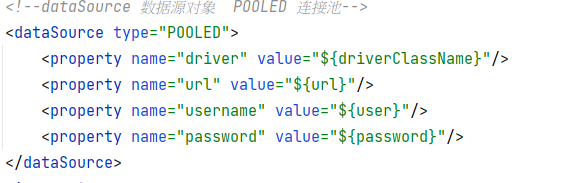 <!--dataSource 数据源对象  POOLED 连接池-->
<dataSource type="POOLED">
    <property name="driver" value="${driverClassName}"/>
    <property name="url" value="${url}"/>
    <property name="username" value="${user}"/>
    <property name="password" value="${password}"/>
</dataSource>